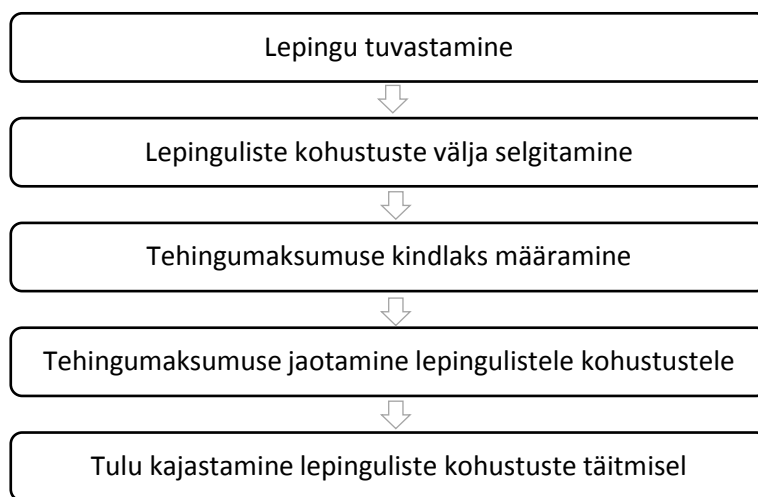 Lepingu tuvastamine
Lepinguliste kohustuste välja selgitamine
Tehingumaksumuse kindlaks määramine
Tehingumaksumuse jaotamine lepingulistele kohustustele
Tulu kajastamine lepinguliste kohustuste täitmisel